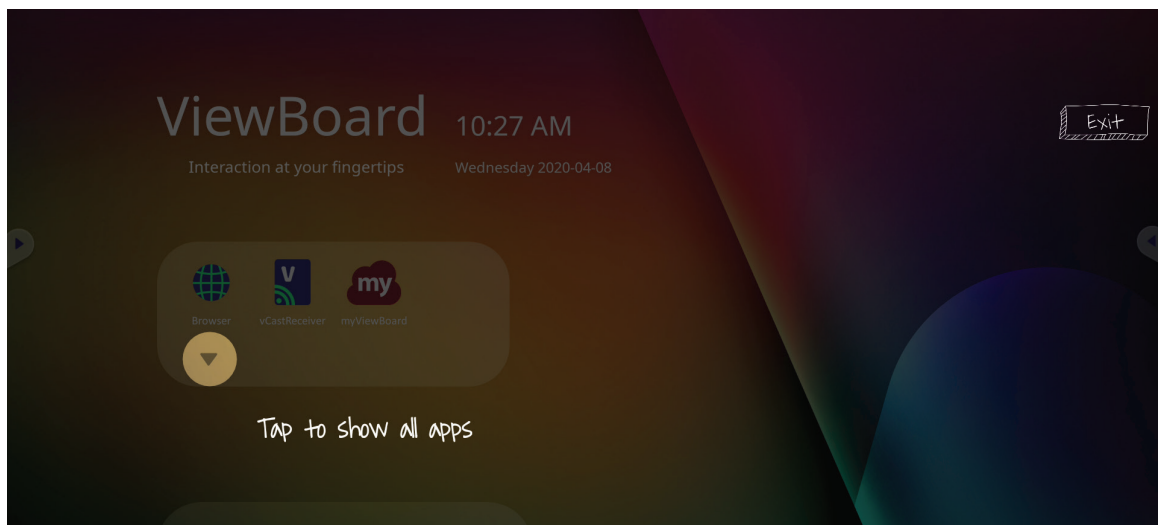 ViewBoard 10:27 AM
Exit
Interaction at your fingertips Wednesday 2020-04-08
V my
Browser vCastReceiver myViewBoard
Tap to show all apps